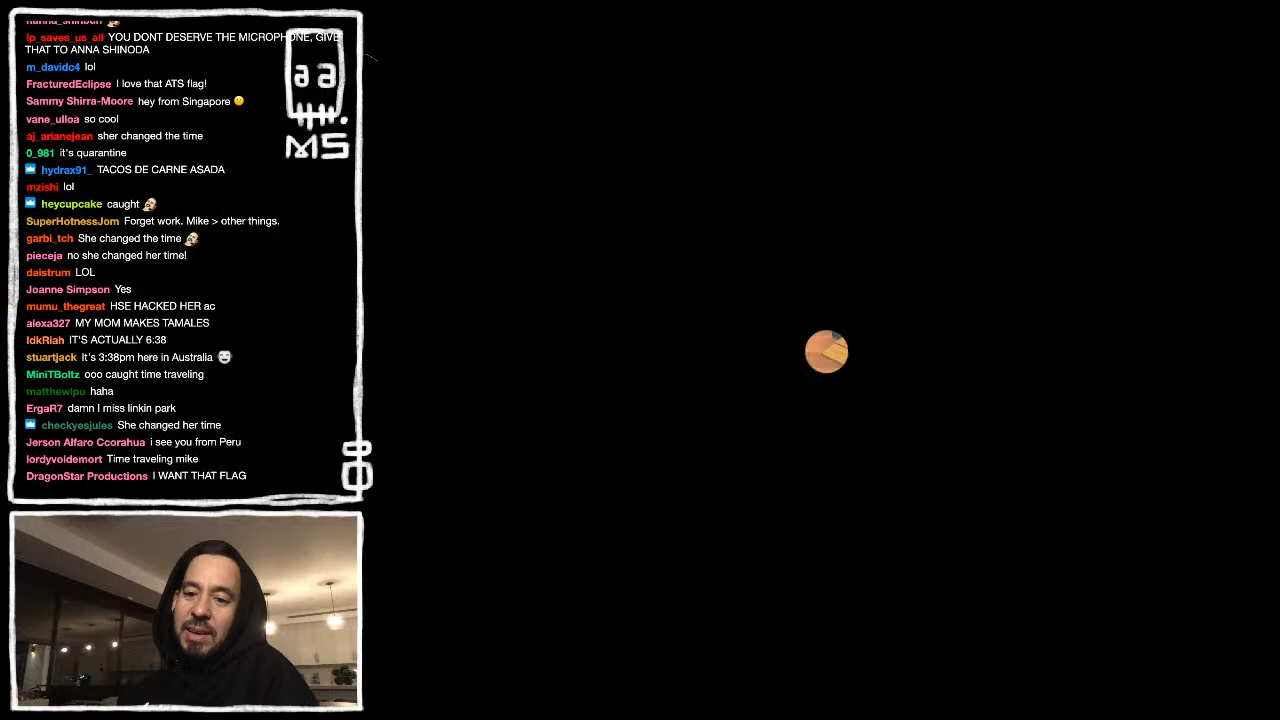 lp_saves_us_all YOU DONT DESERVE THE MICROPHONE, GIVE
THAT TO ANNA SHINODA
m_davidc4 lol
FracturedEclipse I love that ATS flag!
Sammy Shirra-Moore hey from Singapore
vane_ulloa so cool
aj_arianejean sher changed the time
0_981 it's quarantine
hydrax91_ TACOS DE CARNE ASADA
mzishi lol
heycupcake caught
SuperHotnessJom Forget work. Mike > other things.
garbi_tch She changed the time
pieceja no she changed her time!
daistrum LOL
Joanne Simpson Yes
mumu_thegreat HSE HACKED HER ac
alexa327 MY MOM MAKES TAMALES
IdkRiah IT'S ACTUALLY 6:38
stuartjack It's 3:38pm here in Australia
MiniTBoltz ooo caught time traveling
matthewlpu haha
ErgaR7 damn I miss linkin park
checkyesjules She changed her time
Jerson Alfaro Ccorahua i see you from Peru
lordyvoldemort Time traveling mike
DragonStar Productions I WANT THAT FLAG
MS